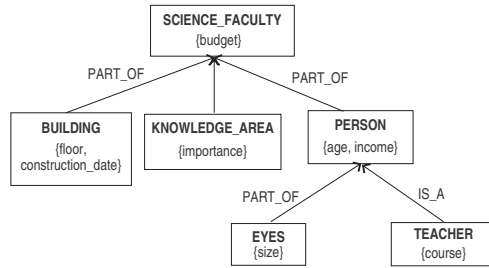 SCIENCE_FACULTY
{budget}
PART_OF
PART_OF
BUILDING
{floor,
construction_date}
KNOWLEDGE_AREA
{importance}
PERSON
{age, income}
PART_OF
IS_A
EYES
{size}
TEACHER
{course}